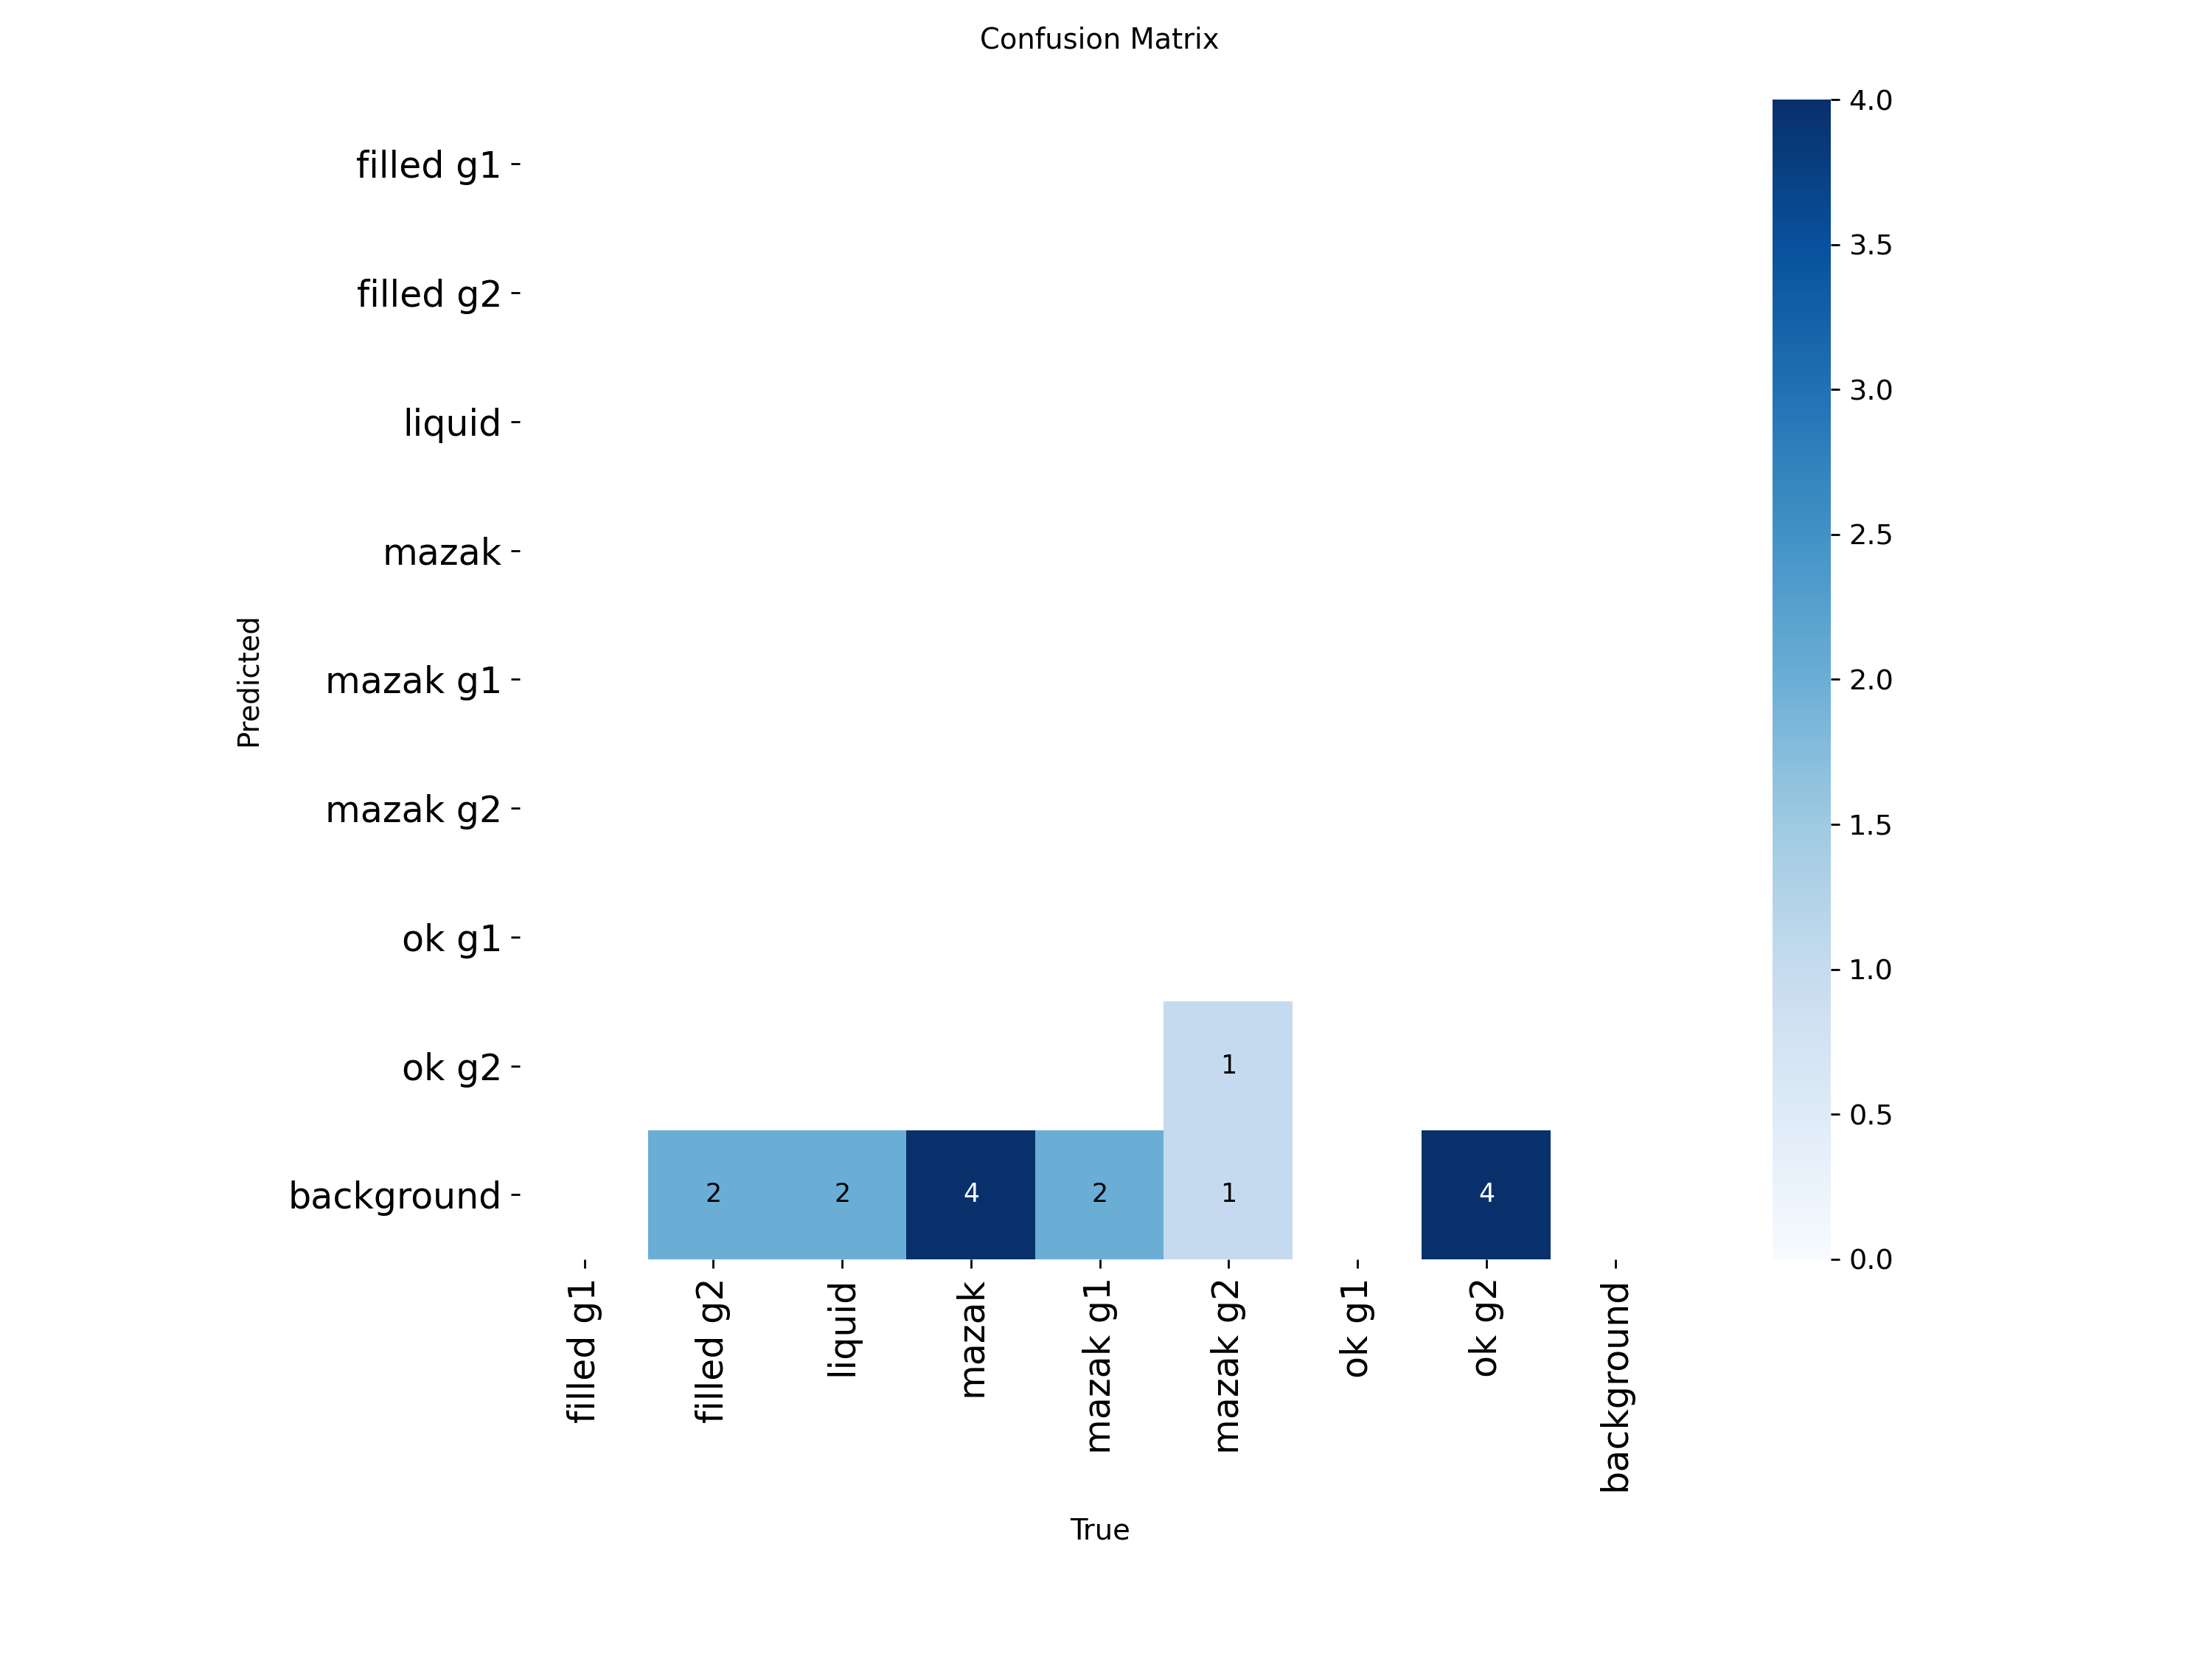 Confusion Matrix
filled g1
filled g2
liquid
mazak
mazak g1
mazak g2
ok g1
ok g2
background
Predicted
1
2 2 4 2 1 4
filled g1
filled g2
liquid
mazak
mazak g1
mazak g2
ok g1
ok g2
background
True
4.0
3.5
3.0
2.5
2.0
1.5
1.0
0.5
0.0